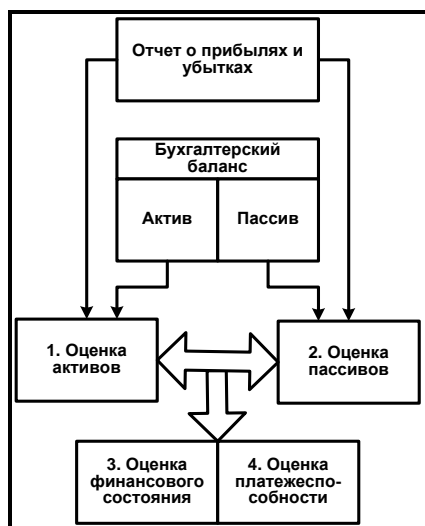 Отчет о прибылях и
убытках
Бухгалтерский
баланс
Актив
Пассив
1. Оценка
активов
2. Оценка
пассивов
3. Оценка
финансового
состояния
4. Оценка
платежеспо-
собности